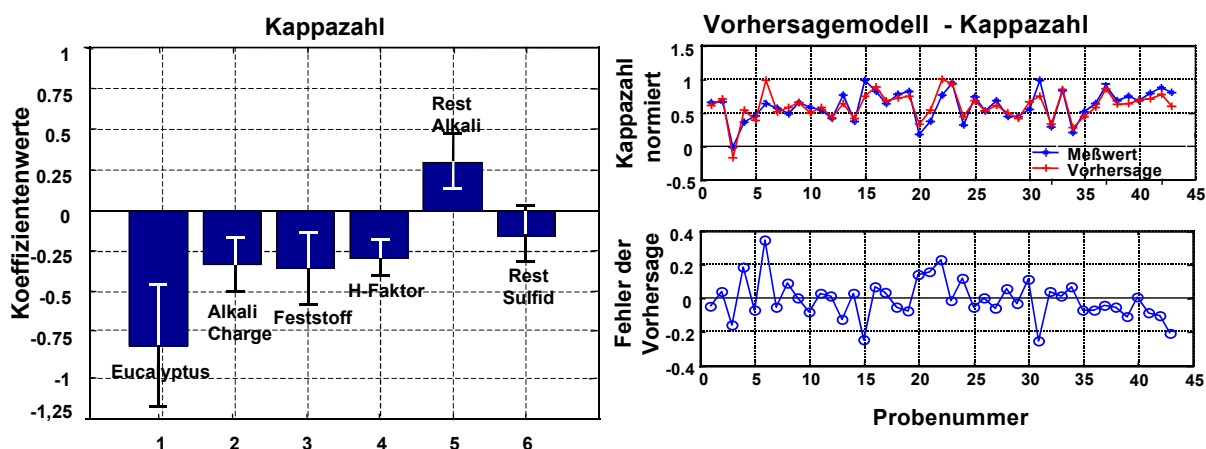 Kappazahl
Koeffizientenwerte
1
0.75
0.5
0.25
0
-0.25
-0.5
-0.75
-1
-1,25
Rest
Alkali
Eucalyptus
Alkali
Charge
Feststoff
H-Faktor
Rest
Sulfid
1 2 3 4 5 6
Vorhersagemodell - Kappazahl
Kappazahl
normiert
1.5
1
0.5
0
-0.5
Meßwert
Vorhersage
0 5 10 15 20 25 30 35 40 45
Fehler der
Vorhersage
0.4
0.2
0
-0.2
-0.4
0 5 10 15 20 25 30 35 40 45
Probenummer